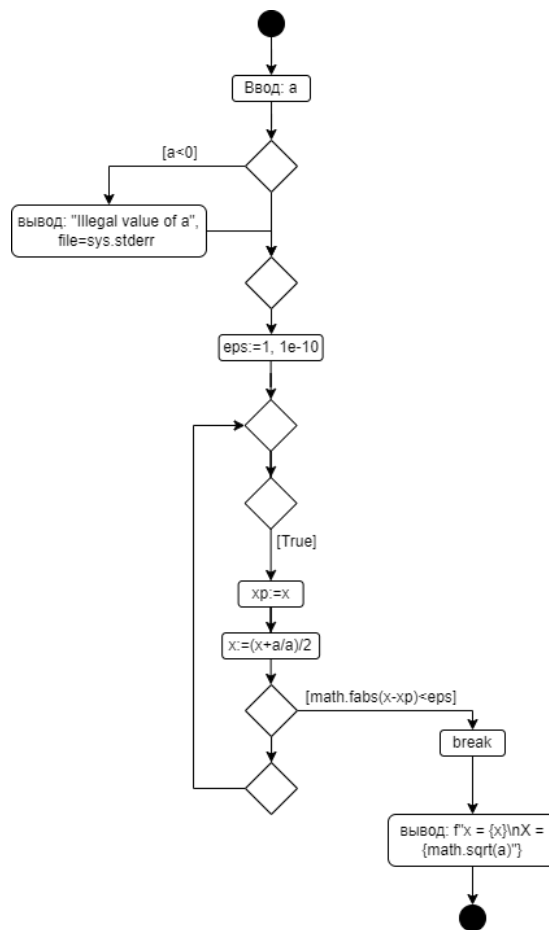 Ввод: a
[a<0]
вывод: "Illegal value of a",
file=sys.stderr
eps:=1, 1e-10
[True]
xp:=x
x:=(x+a/a)/2
[math.fabs(x-xp)<eps]
break
вывод: f"x = {x}\nX =
{math.sqrt(a)"}